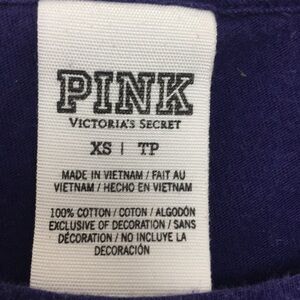 PINK
VICTORIA'S SECRET
XS | TP
MADE IN VIETNAM / FAIT AU
VIETNAM / HECHO EN VIETNAM
100% COTTON / COTON / ALGODÓN
EXCLUSIVE OF DECORATION / SANS
DÉCORATION / NO INCLUYE LA
DECORACIÓN